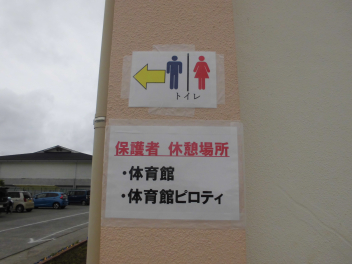 トイレ
保護者 休憩場所
・体育館
・体育館ピロティ